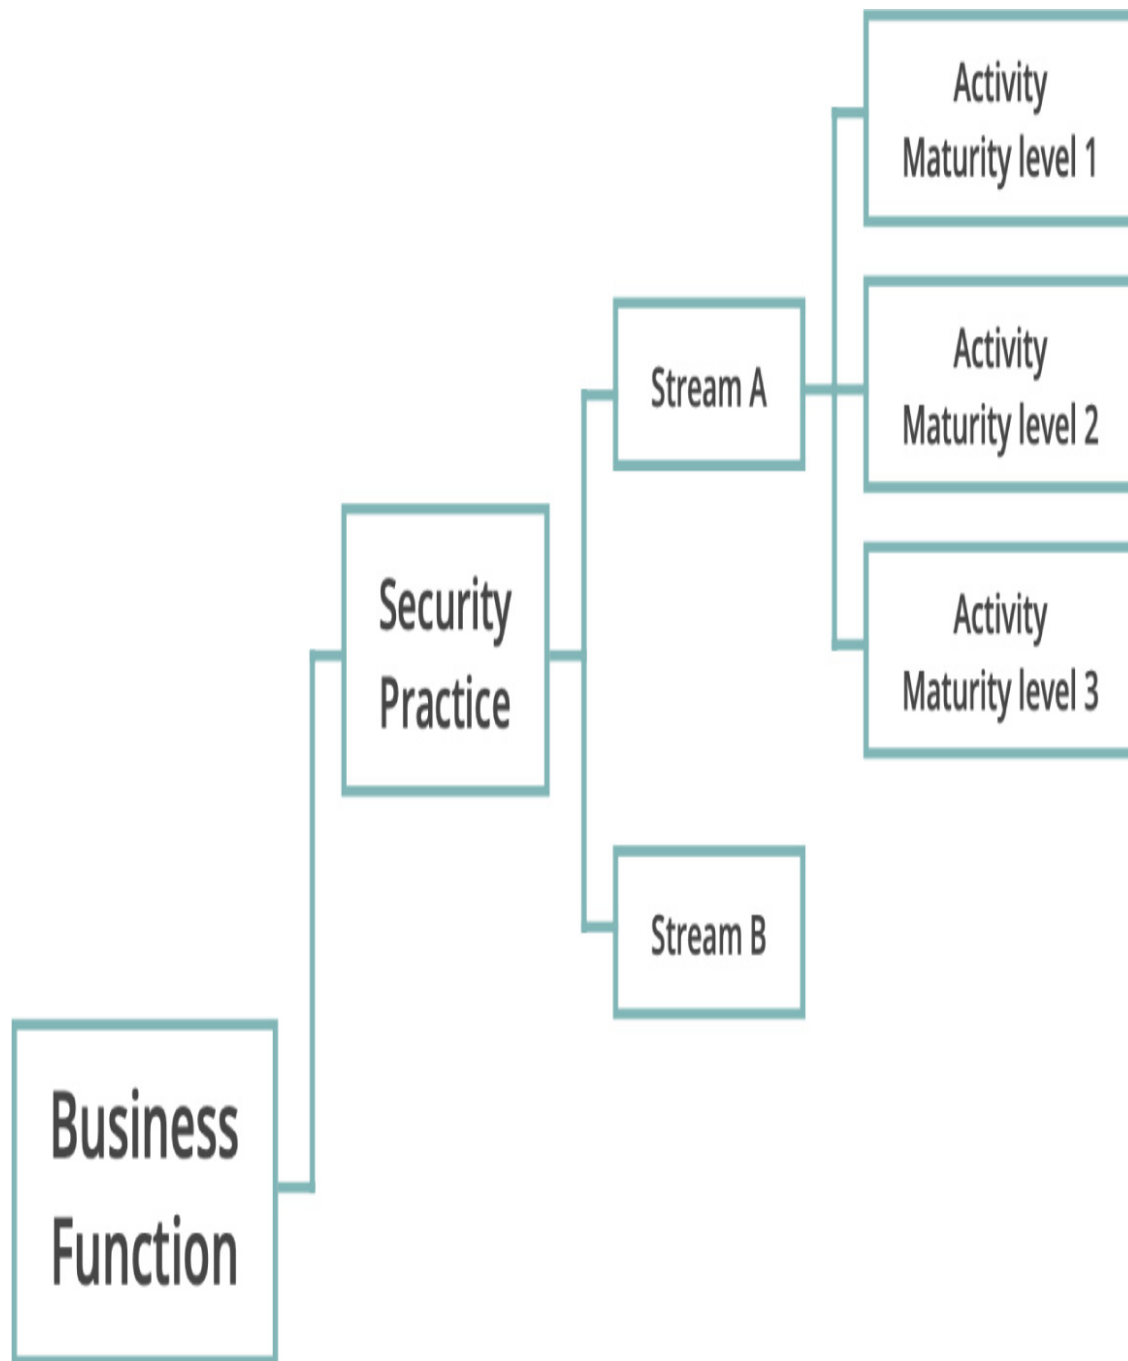 Activity
Maturity level 1
Activity
Maturity level 2
Stream A
Activity
Maturity level 3
Security
Practice
Stream B
Business
Function